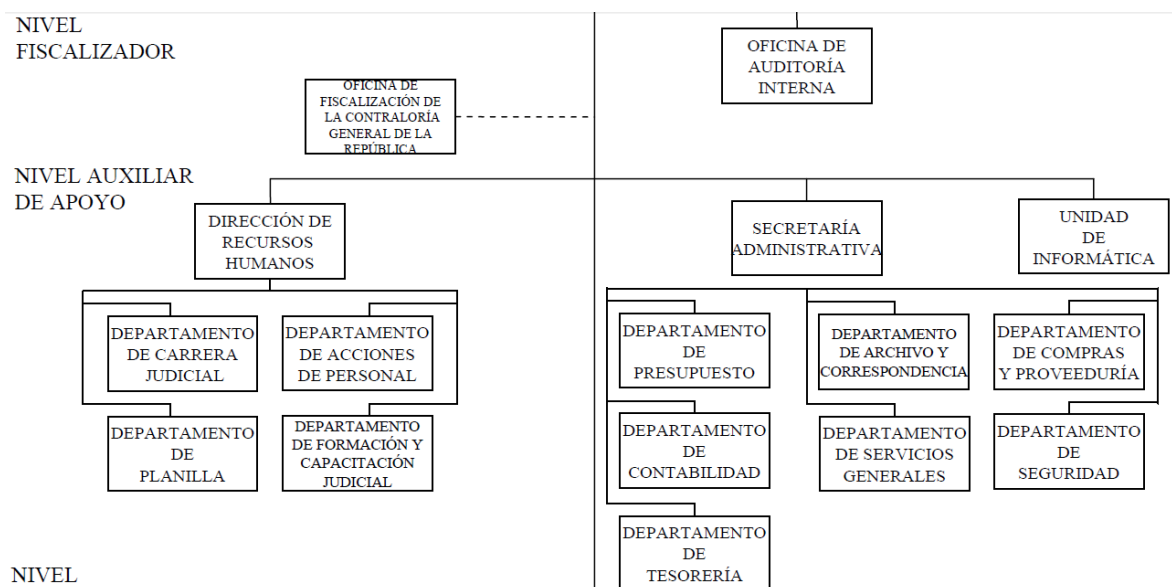 NIVEL
FISCALIZADOR
OFICINA DE
AUDITORÍA
INTERNA
OFICINA DE
FISCALIZACIÓN DE
LA CONTRALORÍA
GENERAL DE LA
REPÚBLICA
NIVEL AUXILIAR
DE APOYO
DIRECCIÓN DE
RECURSOS
HUMANOS
SECRETARÍA
ADMINISTRATIVA
UNIDAD
DE
INFORMÁTICA
DEPARTAMENTO
DE CARRERA
JUDICIAL
DEPARTAMENTO
DE ACCIONES
DE PERSONAL
DEPARTAMENTO
DE
PRESUPUESTO
DEPARTAMENTO
DE ARCHIVO Y
CORRESPONDENCIA
DEPARTAMENTO
DE COMPRAS
Y PROVEEDURÍA
DEPARTAMENTO
DE
PLANILLA
DEPARTAMENTO
DE FORMACIÓN Y
CAPACITACIÓN
JUDICIAL
DEPARTAMENTO
DE
CONTABILIDAD
DEPARTAMENTO
DE SERVICIOS
GENERALES
DEPARTAMENTO
DE
SEGURIDAD
DEPARTAMENTO
DE
TESORERÍA
NIVEL